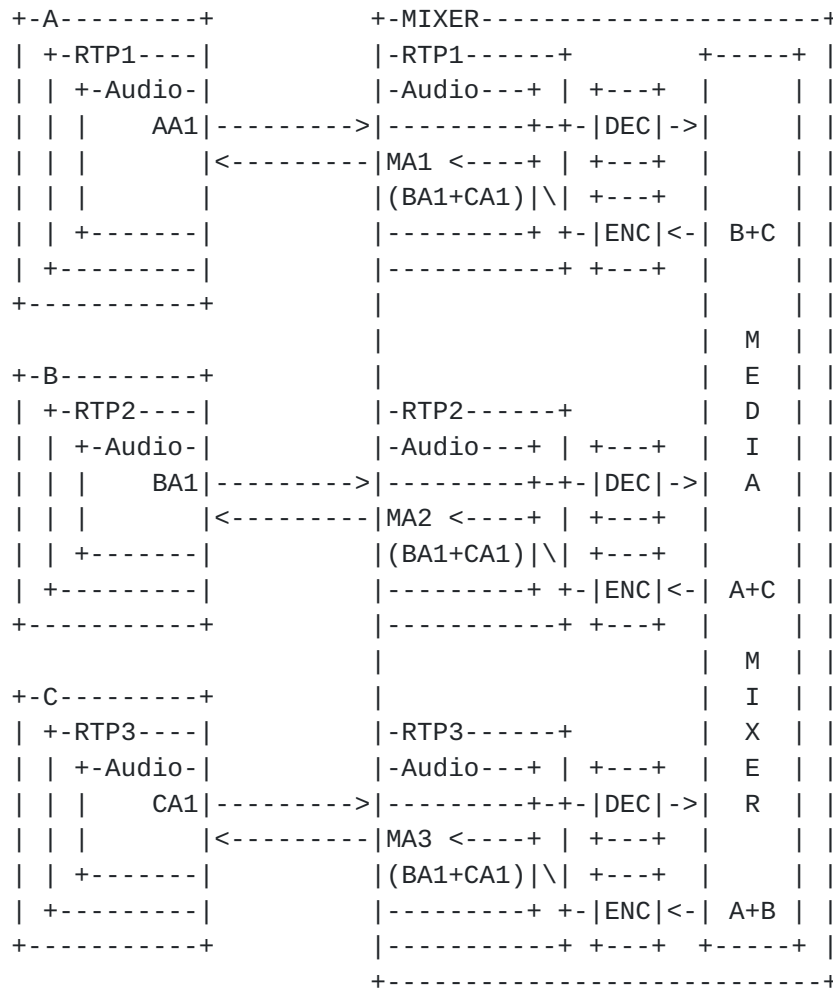 +-A---------+          +-MIXER----------------------+
| +-RTP1----|          |-RTP1------+        +-----+ |
| | +-Audio-|          |-Audio---+ | +---+  |     | |
| | |    AA1|--------->|---------+-+-|DEC|->|     | |
| | |       |<---------|MA1 <----+ | +---+  |     | |
| | |       |          |(BA1+CA1)|\| +---+  |     | |
| | +-------|          |---------+ +-|ENC|<-| B+C | |
| +---------|          |-----------+ +---+  |     | |
+-----------+          |                    |     | |
                       |                    |  M  | |
+-B---------+          |                    |  E  | |
| +-RTP2----|          |-RTP2------+        |  D  | |
| | +-Audio-|          |-Audio---+ | +---+  |  I  | |
| | |    BA1|--------->|---------+-+-|DEC|->|  A  | |
| | |       |<---------|MA2 <----+ | +---+  |     | |
| | +-------|          |(BA1+CA1)|\| +---+  |     | |
| +---------|          |---------+ +-|ENC|<-| A+C | |
+-----------+          |-----------+ +---+  |     | |
                       |                    |  M  | |
+-C---------+          |                    |  I  | |
| +-RTP3----|          |-RTP3------+        |  X  | |
| | +-Audio-|          |-Audio---+ | +---+  |  E  | |
| | |    CA1|--------->|---------+-+-|DEC|->|  R  | |
| | |       |<---------|MA3 <----+ | +---+  |     | |
| | +-------|          |(BA1+CA1)|\| +---+  |     | |
| +---------|          |---------+ +-|ENC|<-| A+B | |
+-----------+          |-----------+ +---+  +-----+ |
                       +----------------------------+